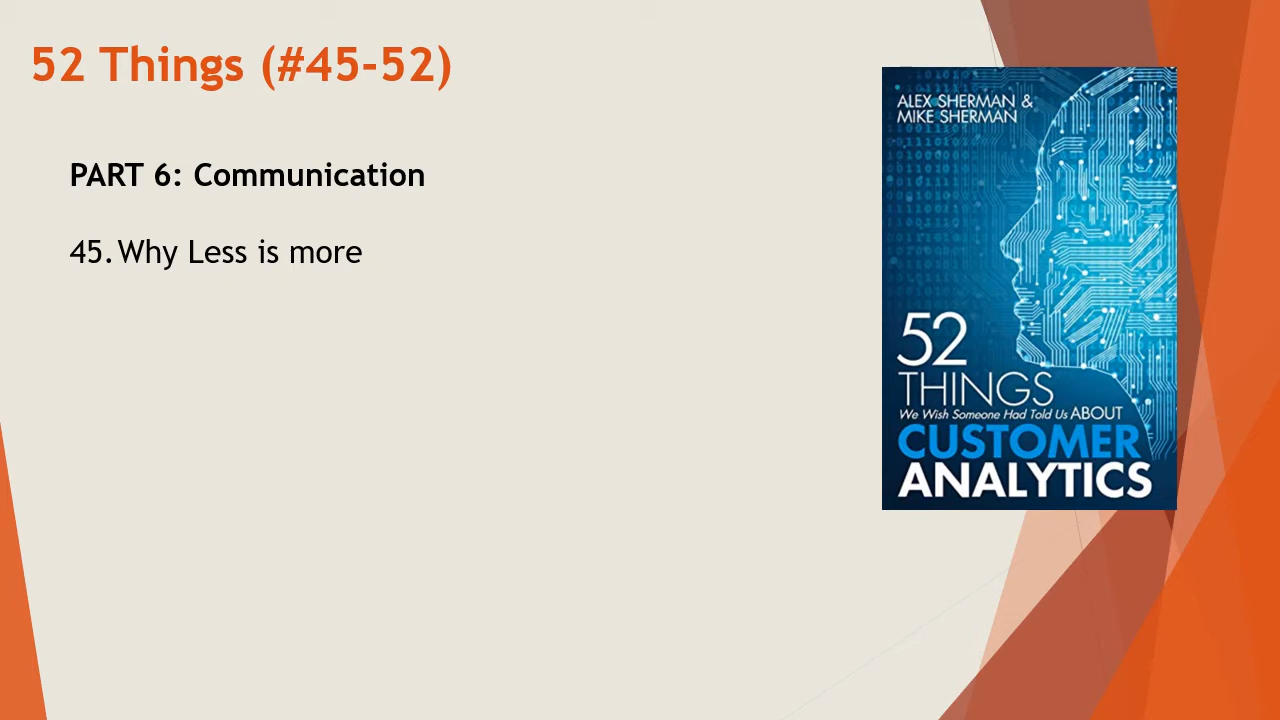 52 Things (#45-52)
PART 6: Communication
45. Why Less is more
ALEX SHERMAN &
MIKE SHERMAN
52
THINGS
We Wish Someone Had Told Us ABOUT
CUSTOMER
ANALYTICS